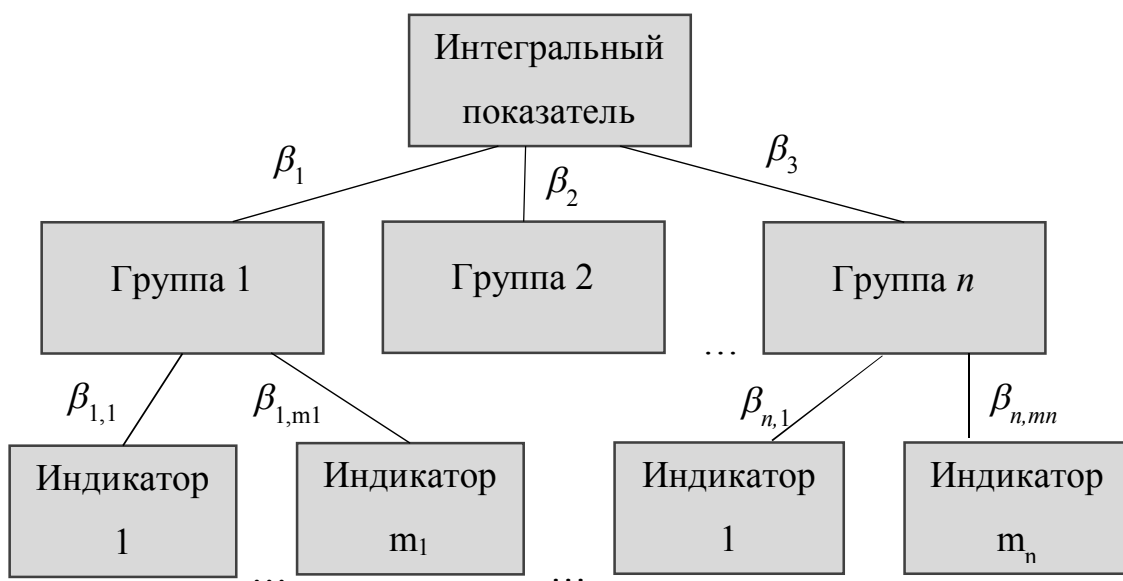 Интегральный
показатель
β₁
β₂
β₃
Группа 1
Группа 2
Группа n
...
β₁,₁
β₁,m1
βn,1
βn,mn
Индикатор
1
Индикатор
m₁
Индикатор
1
Индикатор
mₙ
...
...